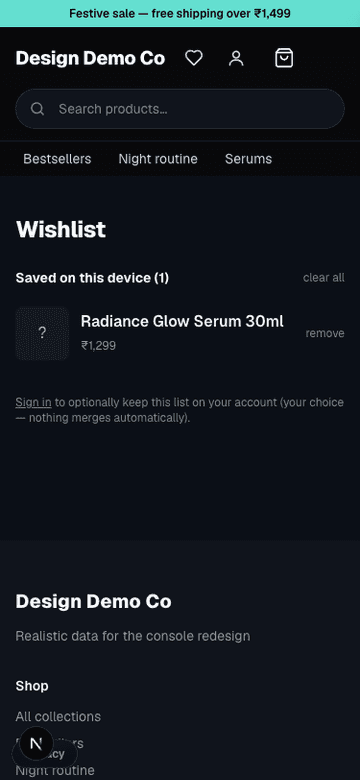 Festive sale — free shipping over ₹1,499
Design Demo Co
Search products...
Bestsellers Night routine Serums
Wishlist
Saved on this device (1) clear all
?
Radiance Glow Serum 30ml
₹1,299
remove
Sign in to optionally keep this list on your account (your choice
— nothing merges automatically).
Design Demo Co
Realistic data for the console redesign
Shop
All collections
N
Night routine